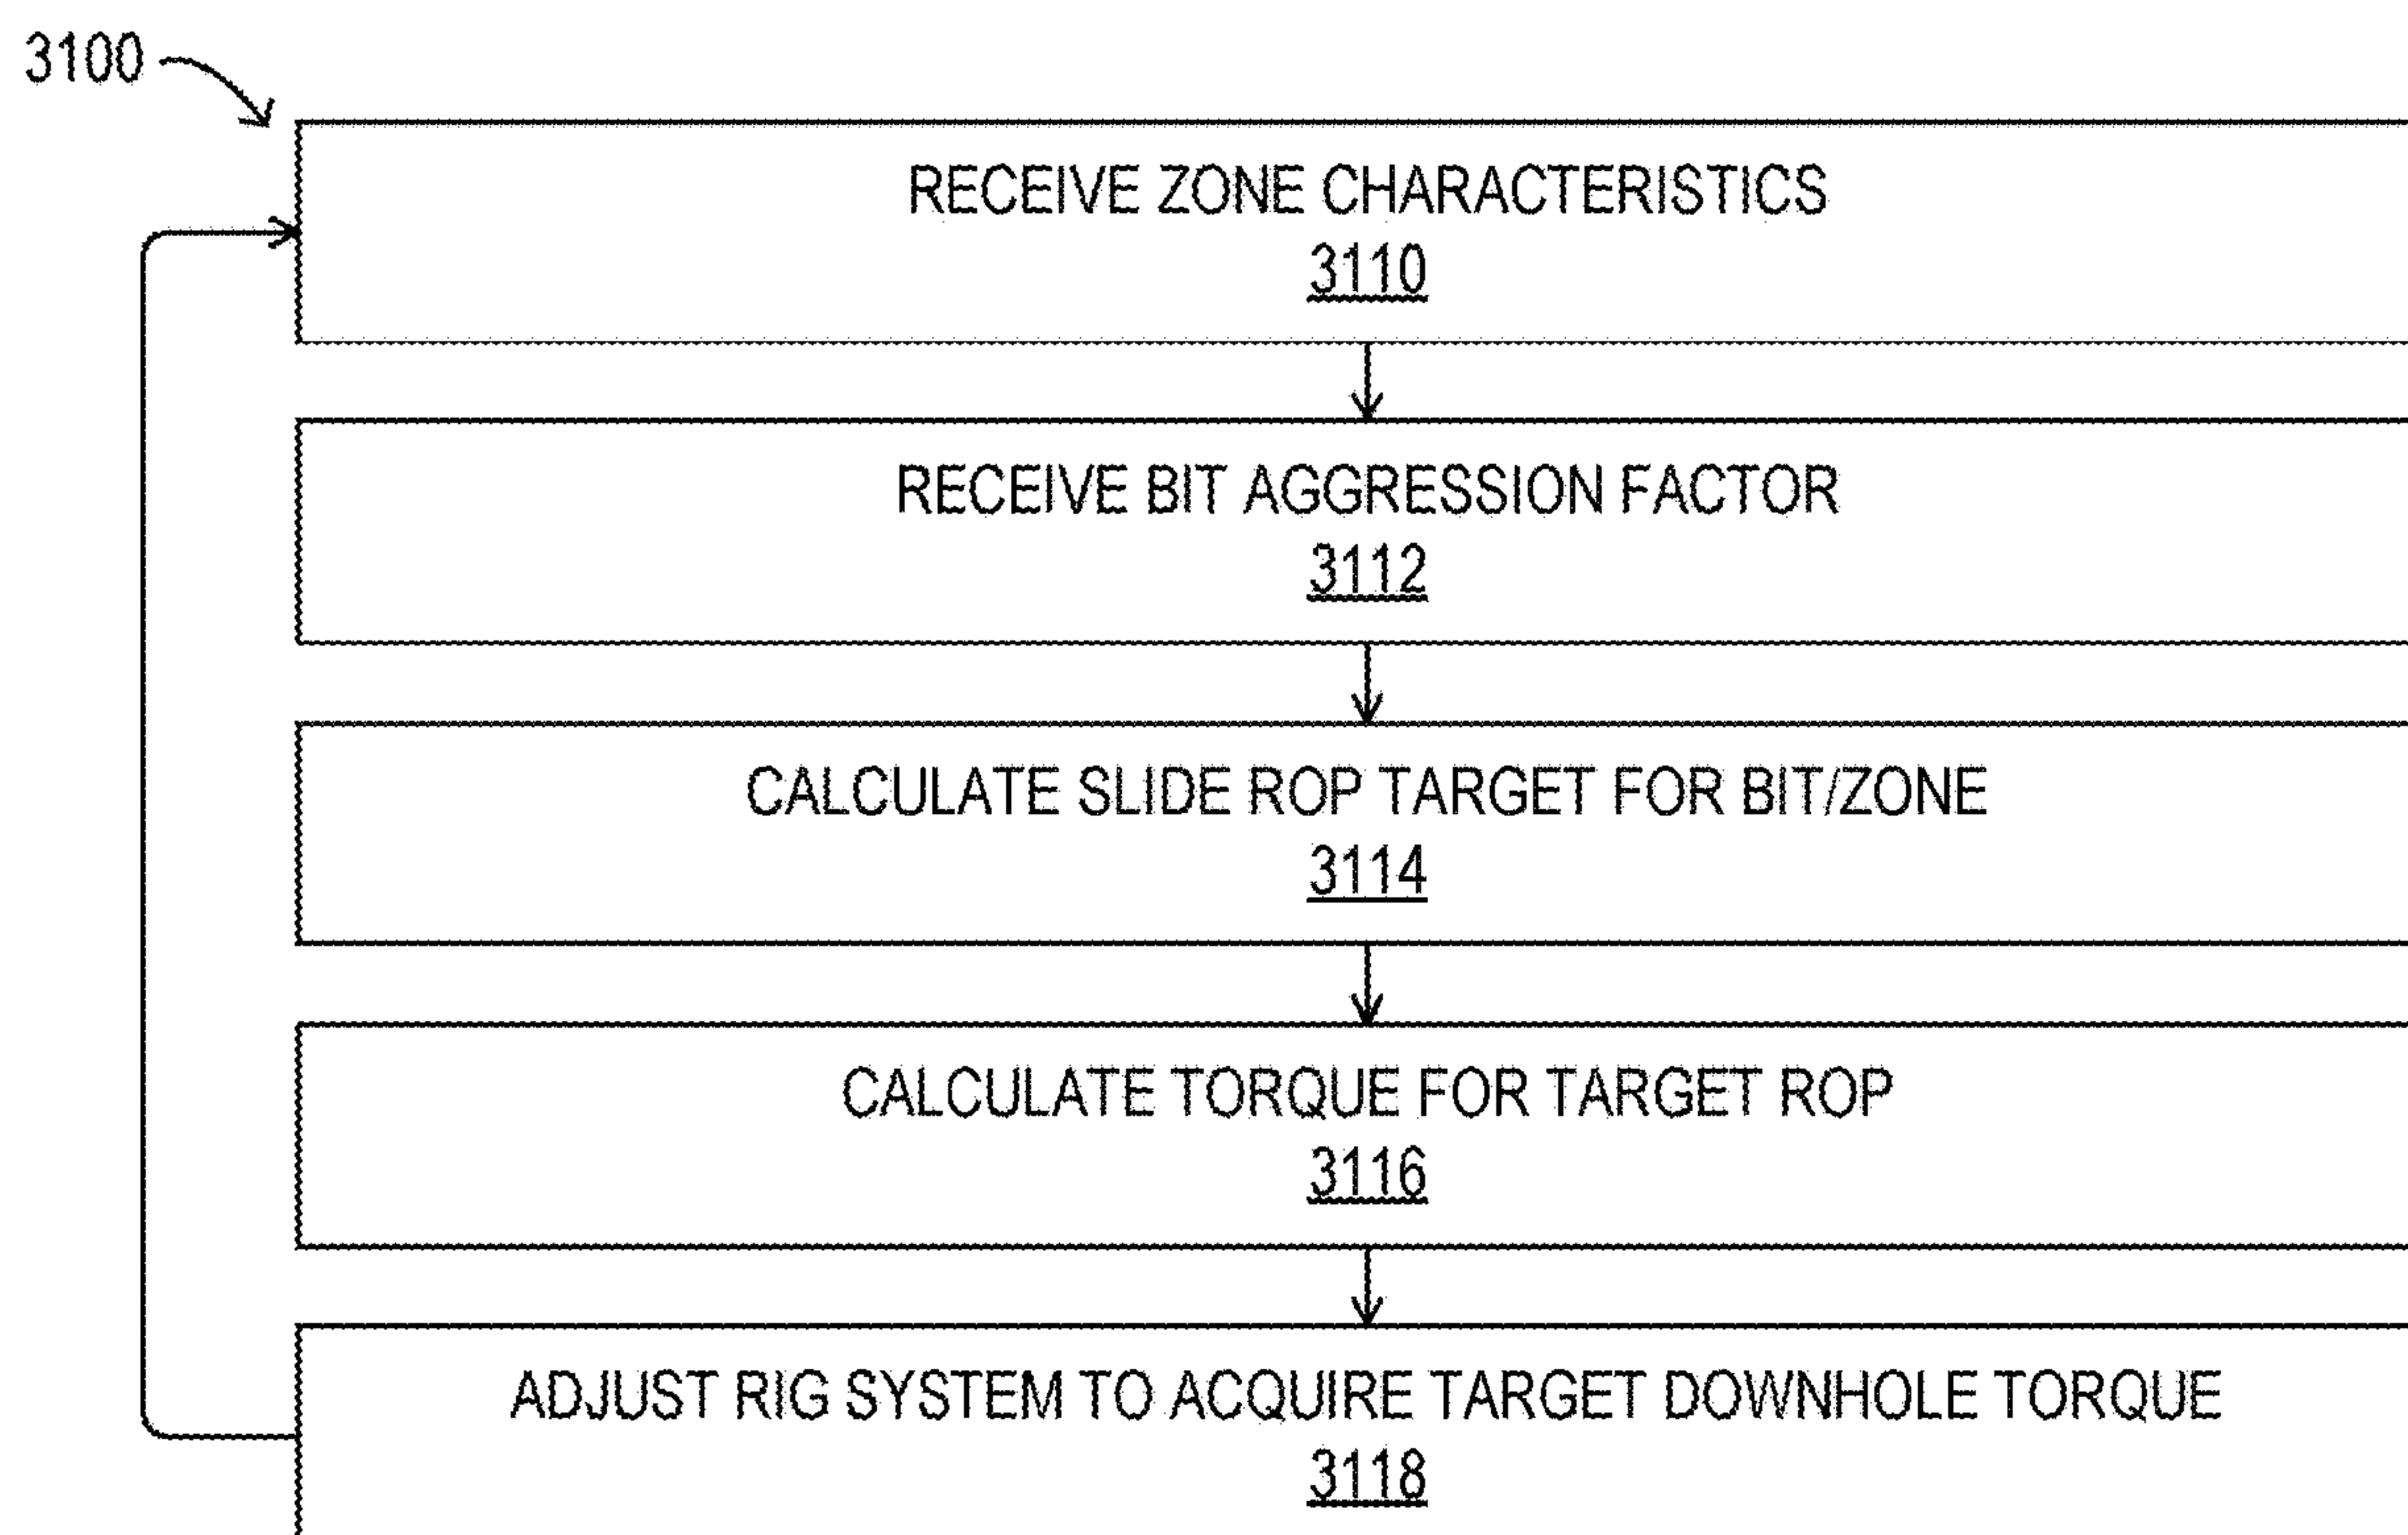 3100
RECEIVE ZONE CHARACTERISTICS
3110
RECEIVE BIT AGGRESSION FACTOR
3112
CALCULATE SLIDE ROP TARGET FOR BIT/ZONE
3114
CALCULATE TORQUE FOR TARGET ROP
3116
ADJUST RIG SYSTEM TO ACQUIRE TARGET DOWNHOLE TORQUE
3118